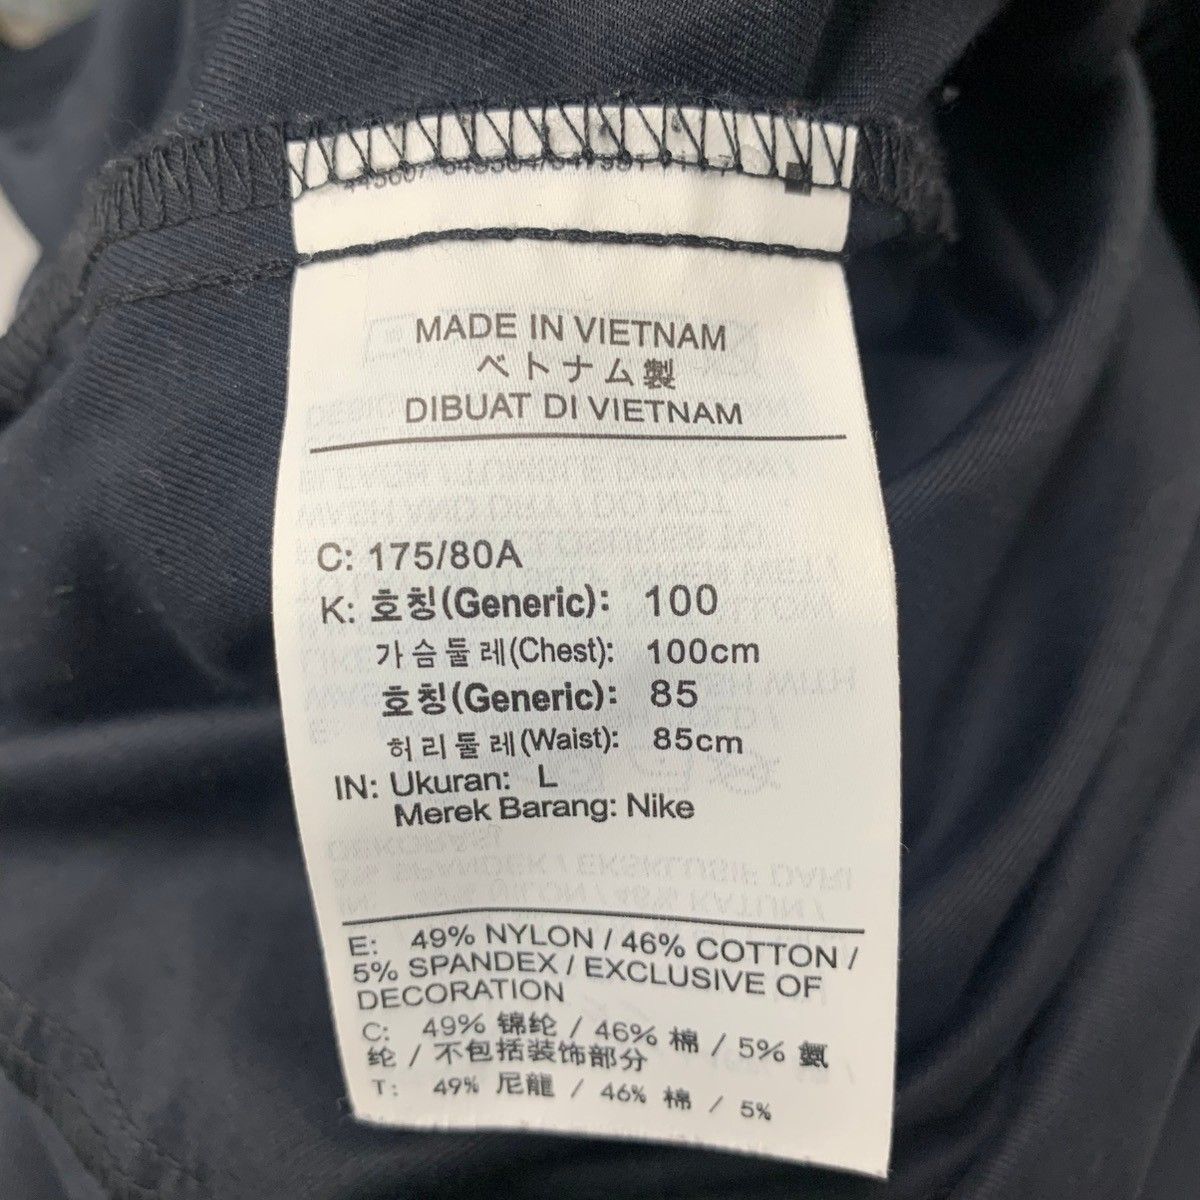 MADE IN VIETNAM
ベトナム製
DIBUAT DI VIETNAM
C: 175/80A
K: 호칭(Generic): 100
가슴둘레(Chest): 100cm
호칭(Generic): 85
허리둘레(Waist): 85cm
IN: Ukuran: L
Merek Barang: Nike
E: 49% NYLON / 46% COTTON /
5% SPANDEX / EXCLUSIVE OF
DECORATION
C: 49% 锦纶 / 46% 棉 / 5% 氨
纶 / 不包括装饰部分
T: 49% 尼龍 / 46% 棉 / 5%